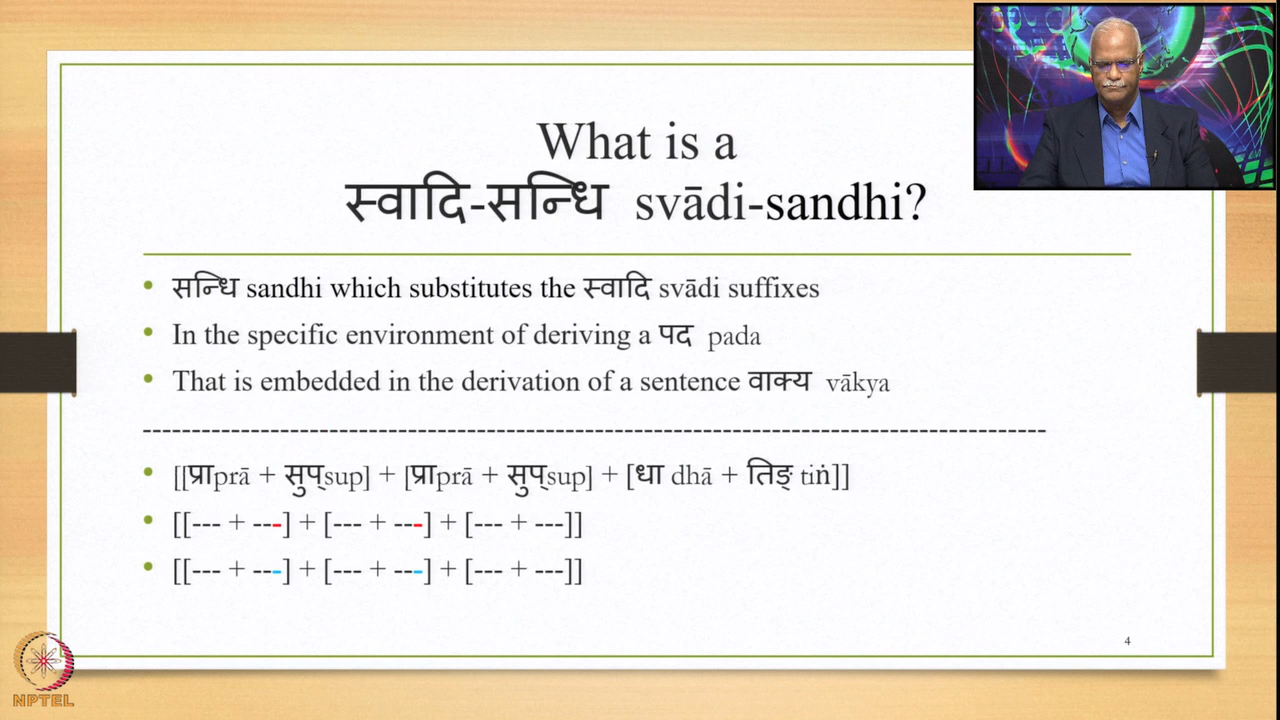 What is a
स्वादि-सन्धि svādi-sandhi?
सन्धि sandhi which substitutes the स्वादि svādi suffixes
In the specific environment of deriving a पद pada
That is embedded in the derivation of a sentence वाक्य vākya
------------------------------------------------------------------------------------------
[[प्राprā + सुप्sup] + [प्राprā + सुप्sup] + [धा dhā + तिङ् tiṅ]]
[[--- + ---] + [--- + ---] + [--- + ---]]
[[--- + ---] + [--- + ---] + [--- + ---]]
4
NPTEL